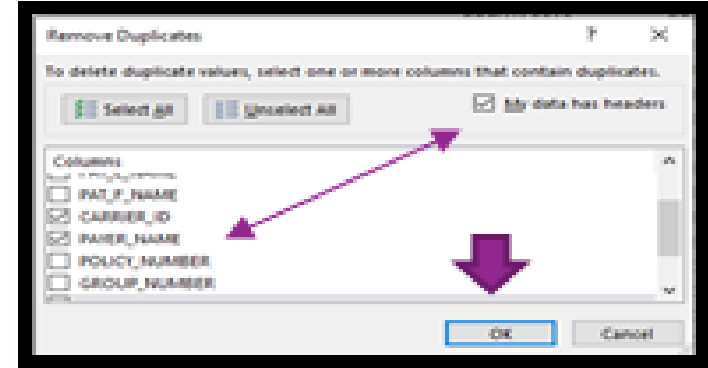 Remove Duplicates ? ✕
To delete duplicate values, select one or more columns that contain duplicates.
Select All Unselect All My data has headers
Columns
PAT_F_NAME
CARRIER_ID
PAYER_NAME
POLICY_NUMBER
GROUP_NUMBER
OK Cancel